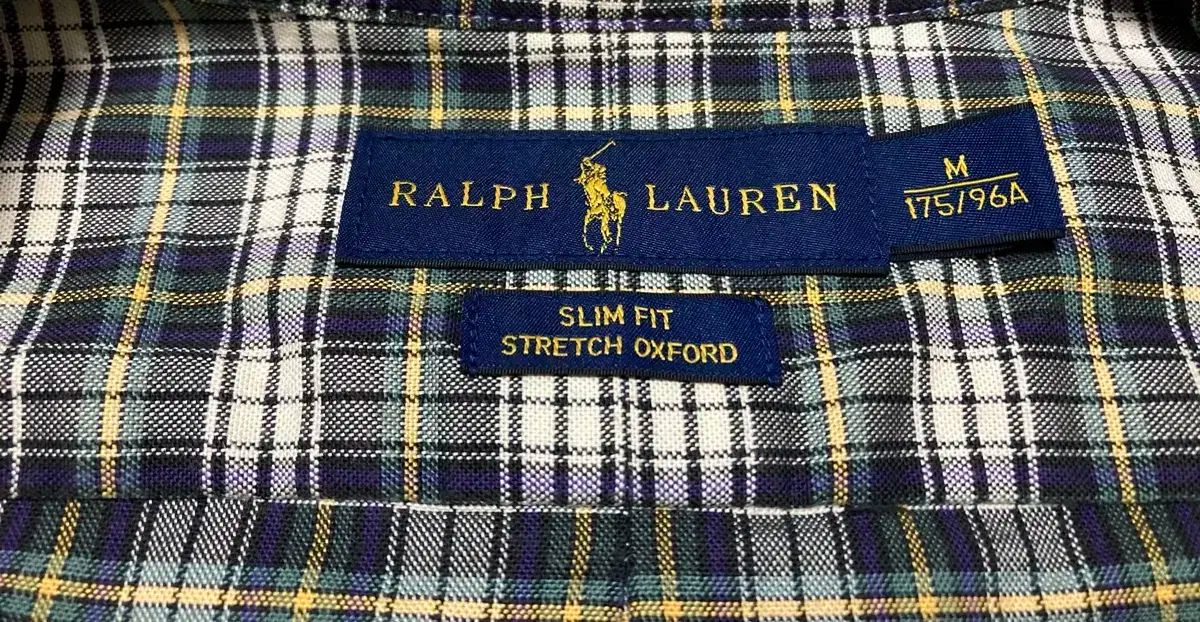 RALPH LAUREN
M
175/96A
SLIM FIT
STRETCH OXFORD